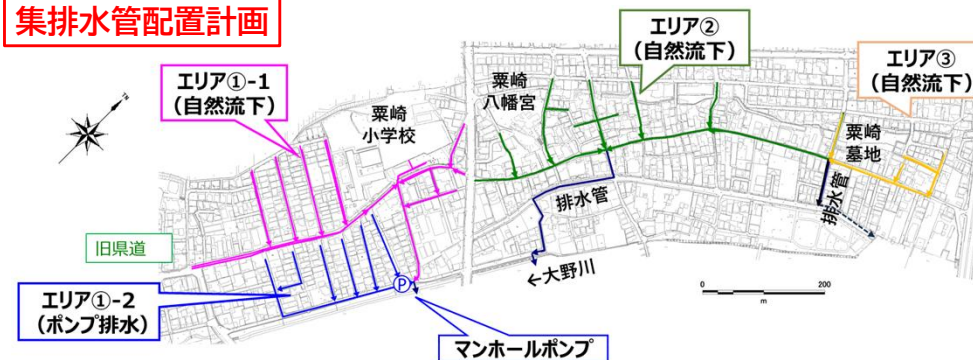 集排水管配置計画
エリア①-1
（自然流下）
粟崎
小学校
粟崎
八幡宮
エリア②
（自然流下）
エリア③
（自然流下）
粟崎
墓地
排水管
排水管
旧県道
←大野川
エリア①-2
（ポンプ排水）
P
マンホールポンプ
0 200
m